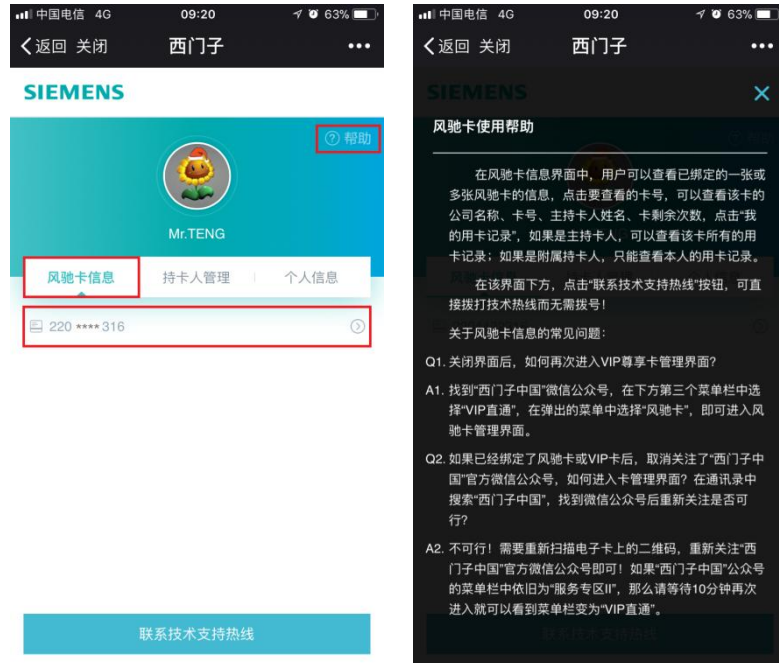 中国电信 4G 09:20 63%
返回 关闭 西门子
SIEMENS
帮助
Mr.TENG
风驰卡信息 持卡人管理 个人信息
220 ****316
联系技术支持热线
中国电信 4G 09:20 63%
返回 关闭 西门子
SIEMENS
风驰卡使用帮助
在风驰卡信息界面中，用户可以查看已绑定的一张或
多张风驰卡的信息，点击要查看的卡号，可以查看该卡的
公司名称、卡号、主持卡人姓名、卡剩余次数，点击“我
的用卡记录”，如果是主持卡人，可以查看该卡所有的用
卡记录；如果是附属持卡人，只能查看本人的用卡记录。
在该界面下方，点击“联系技术支持热线”按钮，可直
接拨打技术热线而无需拨号！
关于风驰卡信息的常见问题：
Q1. 关闭界面后，如何再次进入VIP尊享卡管理界面？
A1. 找到“西门子中国”微信公众号，在下方第三个菜单栏中选
择“VIP直通”，在弹出的菜单中选择“风驰卡”，即可进入风
驰卡管理界面。
Q2. 如果已经绑定了风驰卡或VIP卡后，取消关注了“西门子中
国”官方微信公众号，如何进入卡管理界面？在通讯录中
搜索“西门子中国”，找到微信公众号后重新关注是否可
行？
A2. 不可行！需要重新扫描电子卡上的二维码，重新关注“西
门子中国”官方微信公众号即可！如果“西门子中国”公众号
的菜单栏中依旧为“服务专区II”，那么请等待10分钟再次
进入就可以看到菜单栏变为“VIP直通”。
联系技术支持热线